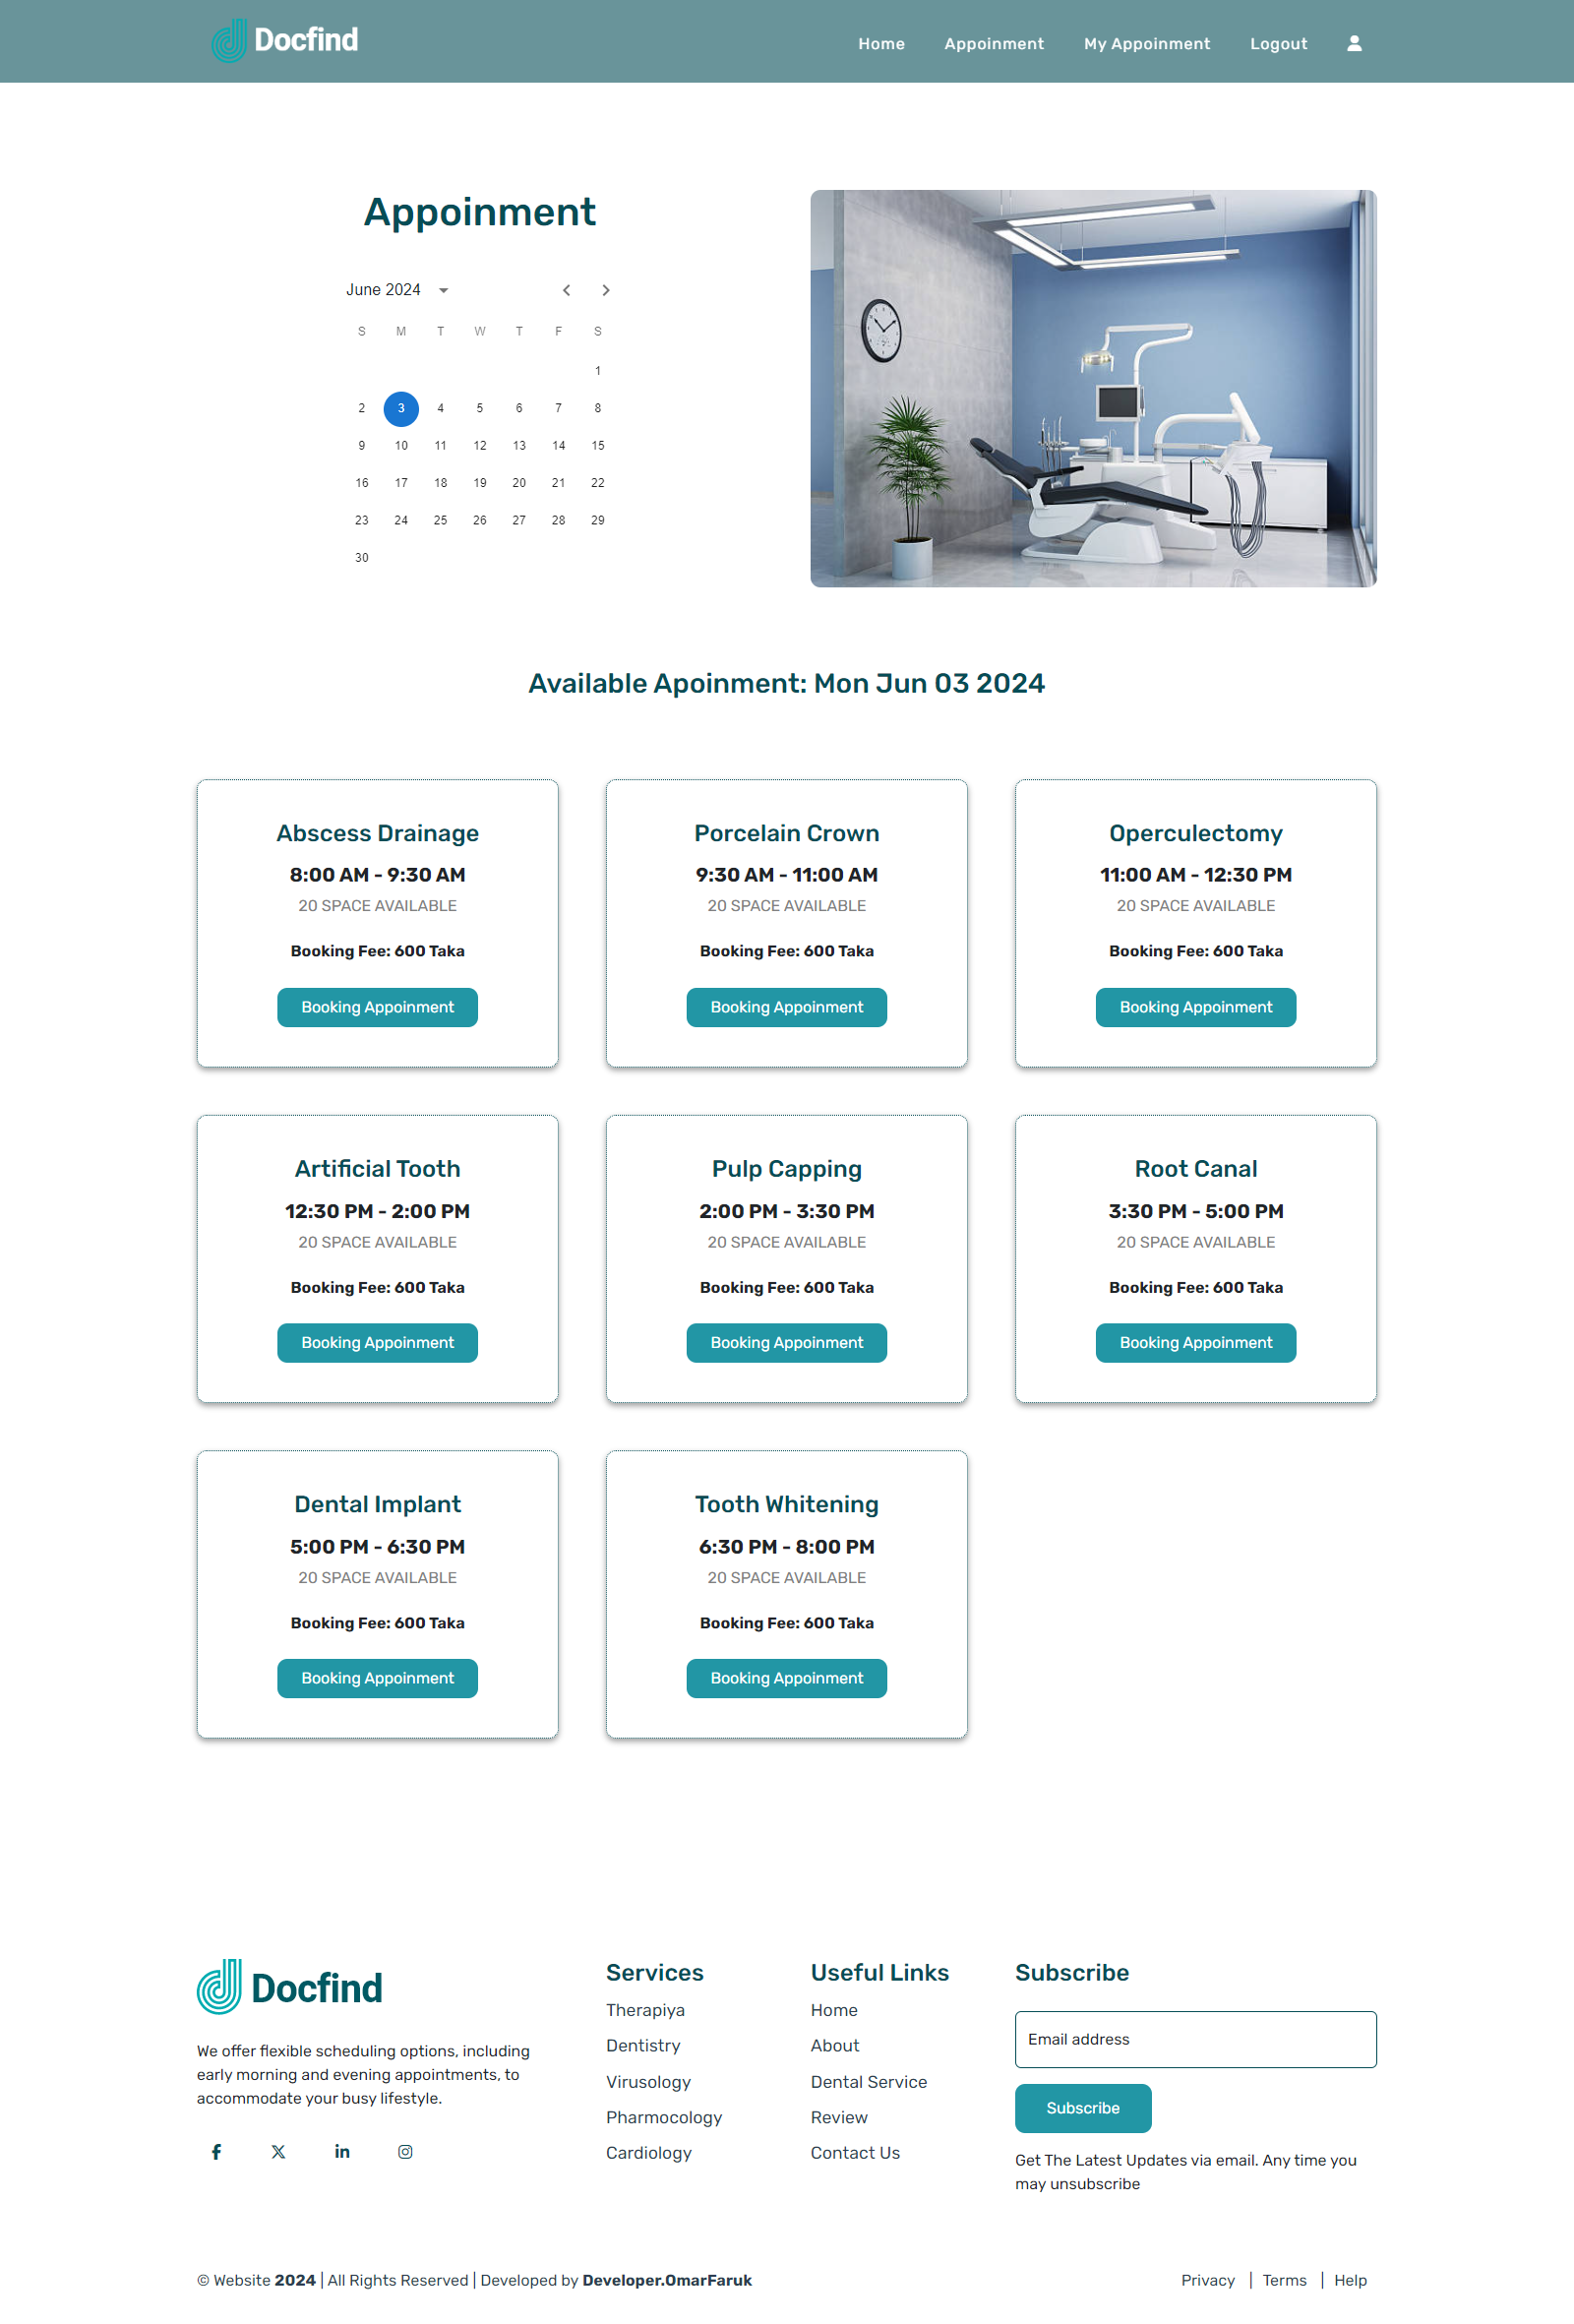 Docfind
Home Appoinment My Appoinment Logout
Appoinment
June 2024
S M T W T F S
1
2 3 4 5 6 7 8
9 10 11 12 13 14 15
16 17 18 19 20 21 22
23 24 25 26 27 28 29
30
Available Apoinment: Mon Jun 03 2024
Abscess Drainage
8:00 AM - 9:30 AM
20 SPACE AVAILABLE
Booking Fee: 600 Taka
Booking Appoinment
Porcelain Crown
9:30 AM - 11:00 AM
20 SPACE AVAILABLE
Booking Fee: 600 Taka
Booking Appoinment
Operculectomy
11:00 AM - 12:30 PM
20 SPACE AVAILABLE
Booking Fee: 600 Taka
Booking Appoinment
Artificial Tooth
12:30 PM - 2:00 PM
20 SPACE AVAILABLE
Booking Fee: 600 Taka
Booking Appoinment
Pulp Capping
2:00 PM - 3:30 PM
20 SPACE AVAILABLE
Booking Fee: 600 Taka
Booking Appoinment
Root Canal
3:30 PM - 5:00 PM
20 SPACE AVAILABLE
Booking Fee: 600 Taka
Booking Appoinment
Dental Implant
5:00 PM - 6:30 PM
20 SPACE AVAILABLE
Booking Fee: 600 Taka
Booking Appoinment
Tooth Whitening
6:30 PM - 8:00 PM
20 SPACE AVAILABLE
Booking Fee: 600 Taka
Booking Appoinment
Docfind
We offer flexible scheduling options, including
early morning and evening appointments, to
accommodate your busy lifestyle.
Services
Therapiya
Dentistry
Virusology
Pharmocology
Cardiology
Useful Links
Home
About
Dental Service
Review
Contact Us
Subscribe
Email address
Subscribe
Get The Latest Updates via email. Any time you
may unsubscribe
© Website 2024 | All Rights Reserved | Developed by Developer.OmarFaruk
Privacy | Terms | Help